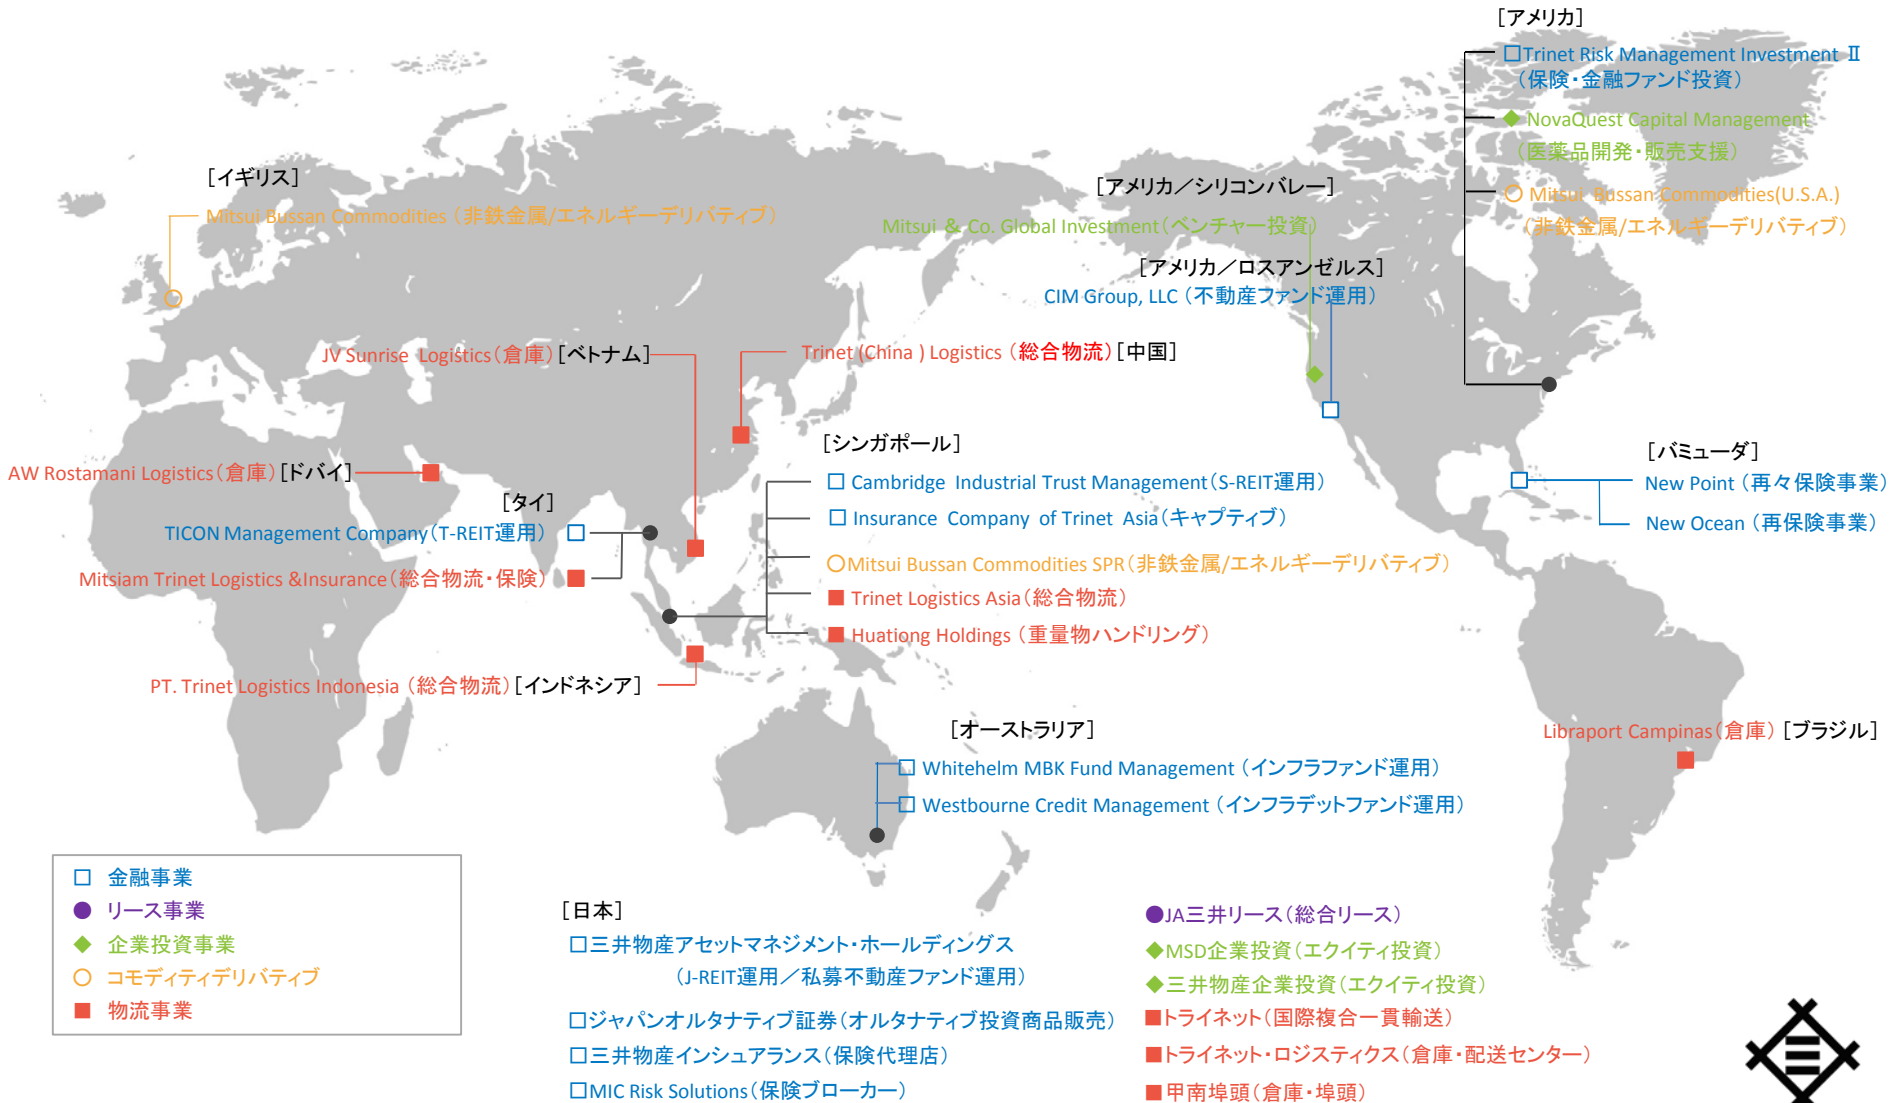 [アメリカ]
□Trinet Risk Management Investment Ⅱ
(保険・金融ファンド投資)
◆ NovaQuest Capital Management
(医薬品開発・販売支援)
○ Mitsui Bussan Commodities(U.S.A.)
(非鉄金属/エネルギーデリバティブ)
[イギリス]
Mitsui Bussan Commodities (非鉄金属/エネルギーデリバティブ)
[アメリカ／シリコンバレー]
Mitsui & Co. Global Investment(ベンチャー投資)
[アメリカ／ロスアンゼルス]
CIM Group, LLC (不動産ファンド運用)
JV Sunrise Logistics(倉庫) [ベトナム]
Trinet (China ) Logistics (総合物流) [中国]
AW Rostamani Logistics(倉庫) [ドバイ]
[タイ]
TICON Management Company(T-REIT運用) □
Mitsiam Trinet Logistics &Insurance(総合物流・保険) ■
[シンガポール]
□ Cambridge Industrial Trust Management(S-REIT運用)
□ Insurance Company of Trinet Asia(キャプティブ)
○Mitsui Bussan Commodities SPR(非鉄金属/エネルギーデリバティブ)
■ Trinet Logistics Asia(総合物流)
■ Huationg Holdings (重量物ハンドリング)
[バミューダ]
New Point (再々保険事業)
New Ocean (再保険事業)
PT. Trinet Logistics Indonesia (総合物流) [インドネシア]
[オーストラリア]
□ Whitehelm MBK Fund Management (インフラファンド運用)
□ Westbourne Credit Management (インフラデットファンド運用)
Libraport Campinas(倉庫) [ブラジル]
□ 金融事業
● リース事業
◆ 企業投資事業
○ コモディティデリバティブ
■ 物流事業
[日本]
□三井物産アセットマネジメント・ホールディングス
(J-REIT運用／私募不動産ファンド運用)
□ジャパンオルタナティブ証券(オルタナティブ投資商品販売)
□三井物産インシュアランス(保険代理店)
□MIC Risk Solutions(保険ブローカー)
●JA三井リース(総合リース)
◆MSD企業投資(エクイティ投資)
◆三井物産企業投資(エクイティ投資)
■トライネット(国際複合一貫輸送)
■トライネット・ロジスティクス(倉庫・配送センター)
■甲南埠頭(倉庫・埠頭)